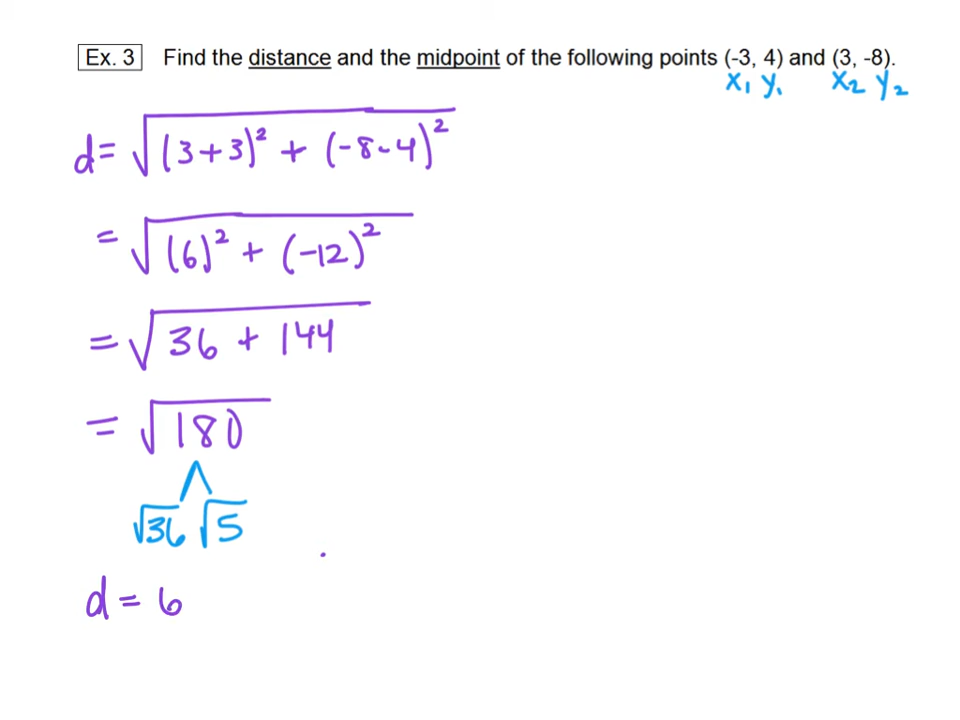 Ex. 3 Find the distance and the midpoint of the following points (-3, 4) and (3, -8).
x₁ y₁ x₂ y₂
d = √((3+3)² + (-8-4)²)
= √((6)² + (-12)²)
= √(36 + 144)
= √180
√36 √5
d = 6